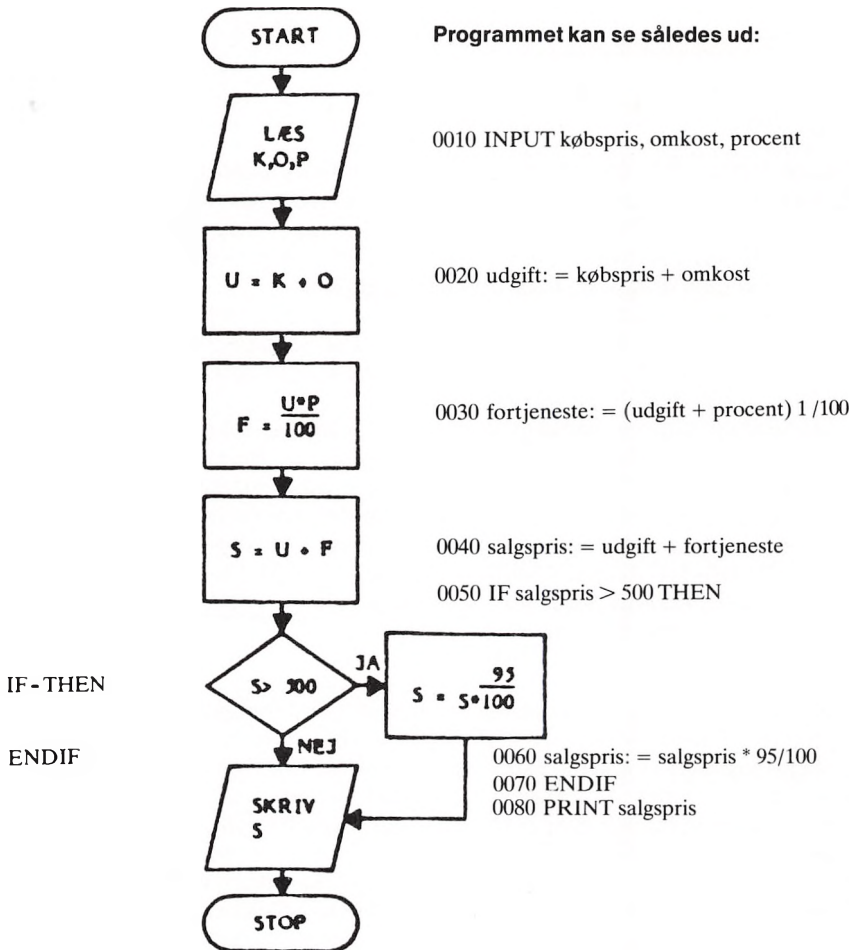 START
Programmet kan se således ud:
LÆS
K,O,P
0010 INPUT købspris, omkost, procent
U = K + O
0020 udgift: = købspris + omkost
F = U*P
100
0030 fortjeneste: = (udgift + procent) 1 /100
S = U + F
0040 salgspris: = udgift + fortjeneste
0050 IF salgspris > 500 THEN
IF-THEN
S> 500
JA
S = S* 95
100
ENDIF
NEJ
0060 salgspris: = salgspris * 95/100
0070 ENDIF
0080 PRINT salgspris
SKRIV
S
STOP